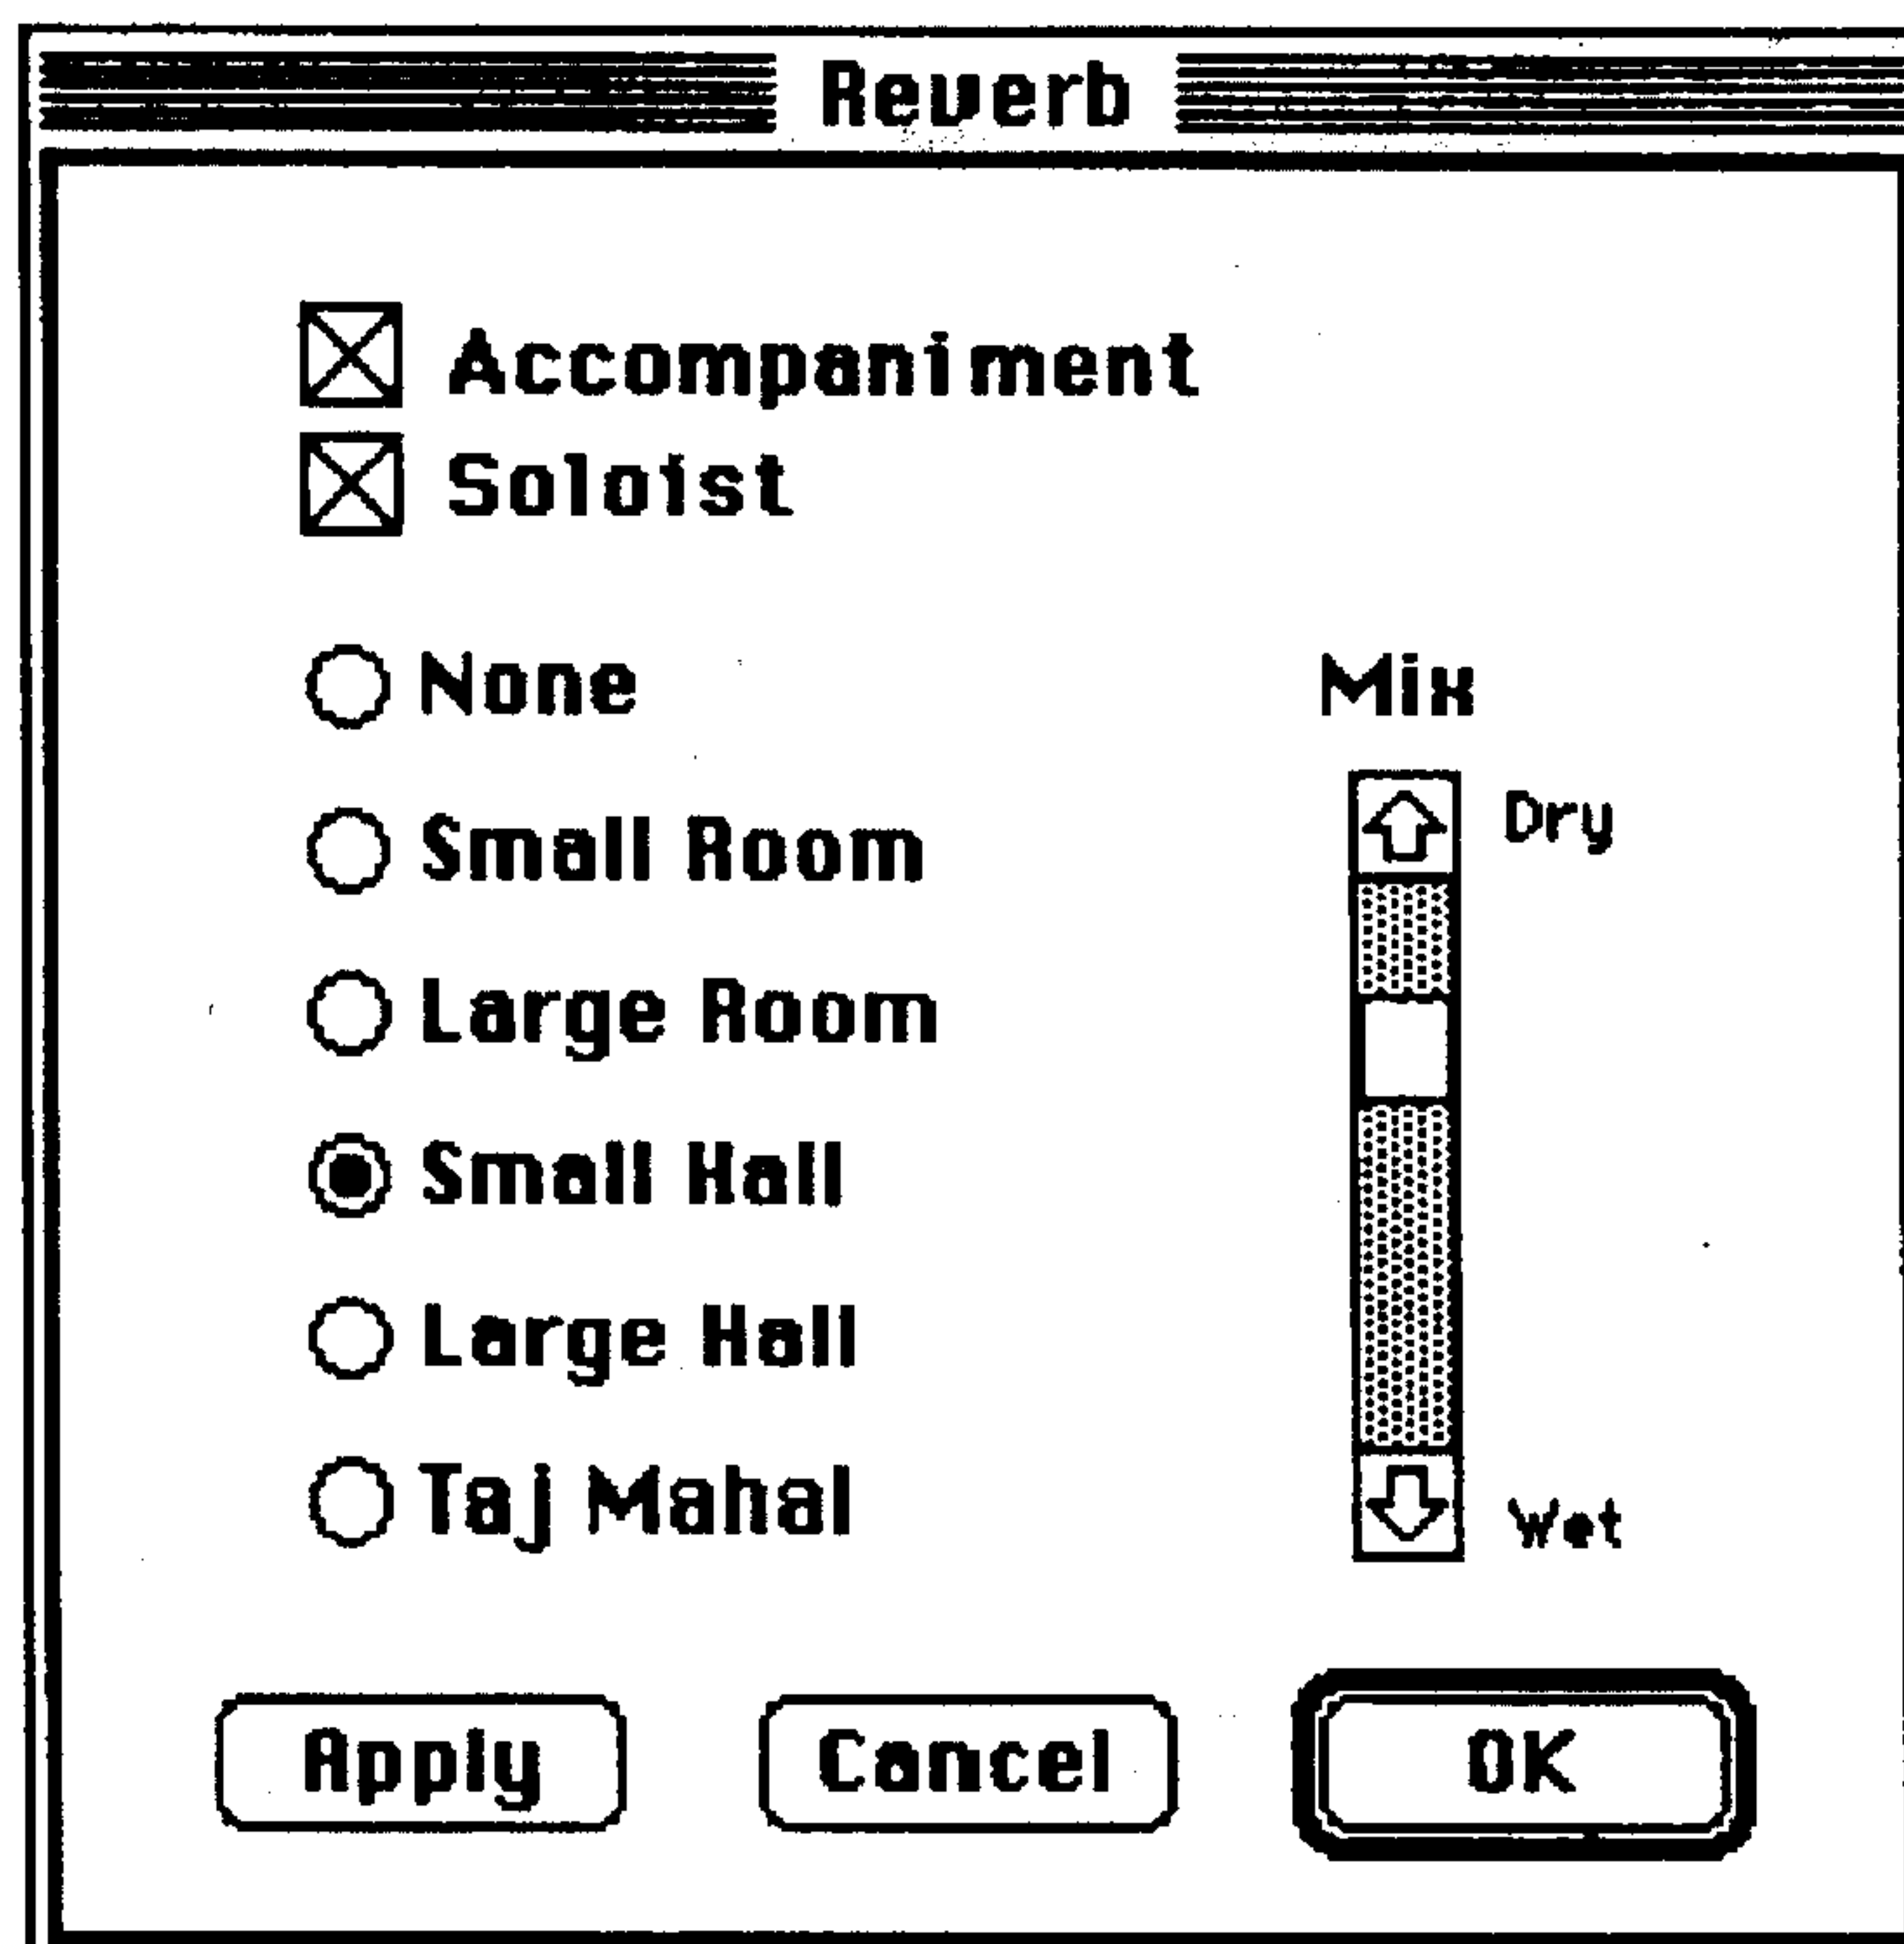 Reverb
Accompaniment
Soloist
None
Mix
Small Room
Dry
Large Room
Small Hall
Large Hall
Taj Mahal
Wet
Apply
Cancel
OK